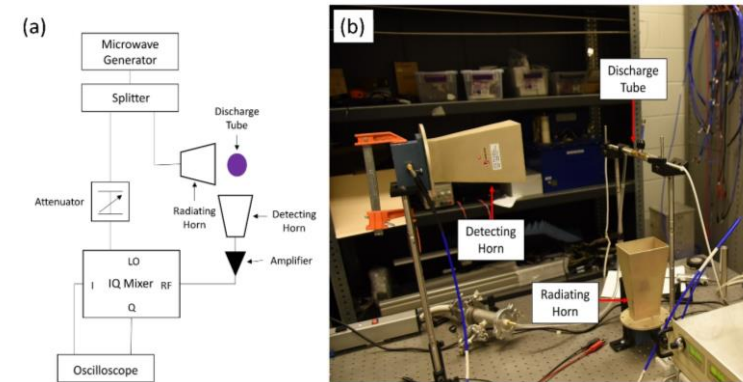 (a)
Microwave
Generator
Splitter
Discharge
Tube
Attenuator
Radiating
Horn
Detecting
Horn
LO
I IQ Mixer RF
Q
Amplifier
Oscilloscope
(b)
Discharge
Tube
Detecting
Horn
Radiating
Horn